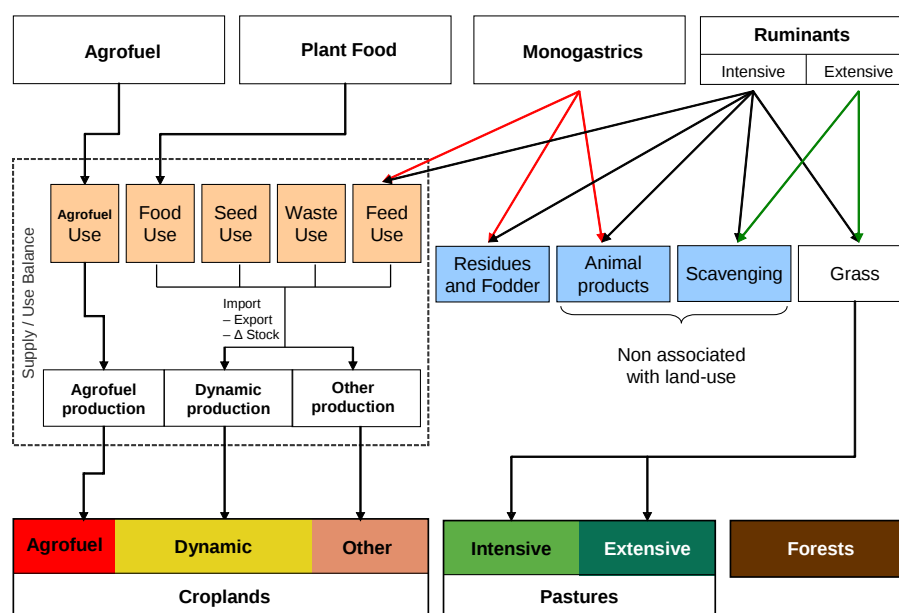 Agrofuel
Plant Food
Monogastrics
Ruminants
Intensive
Extensive
Supply / Use Balance
Agrofuel
Use
Food
Use
Seed
Use
Waste
Use
Feed
Use
Residues
and Fodder
Animal
products
Scavenging
Grass
Import
– Export
– Δ Stock
Non associated
with land-use
Agrofuel
production
Dynamic
production
Other
production
Agrofuel
Dynamic
Other
Croplands
Intensive
Extensive
Pastures
Forests